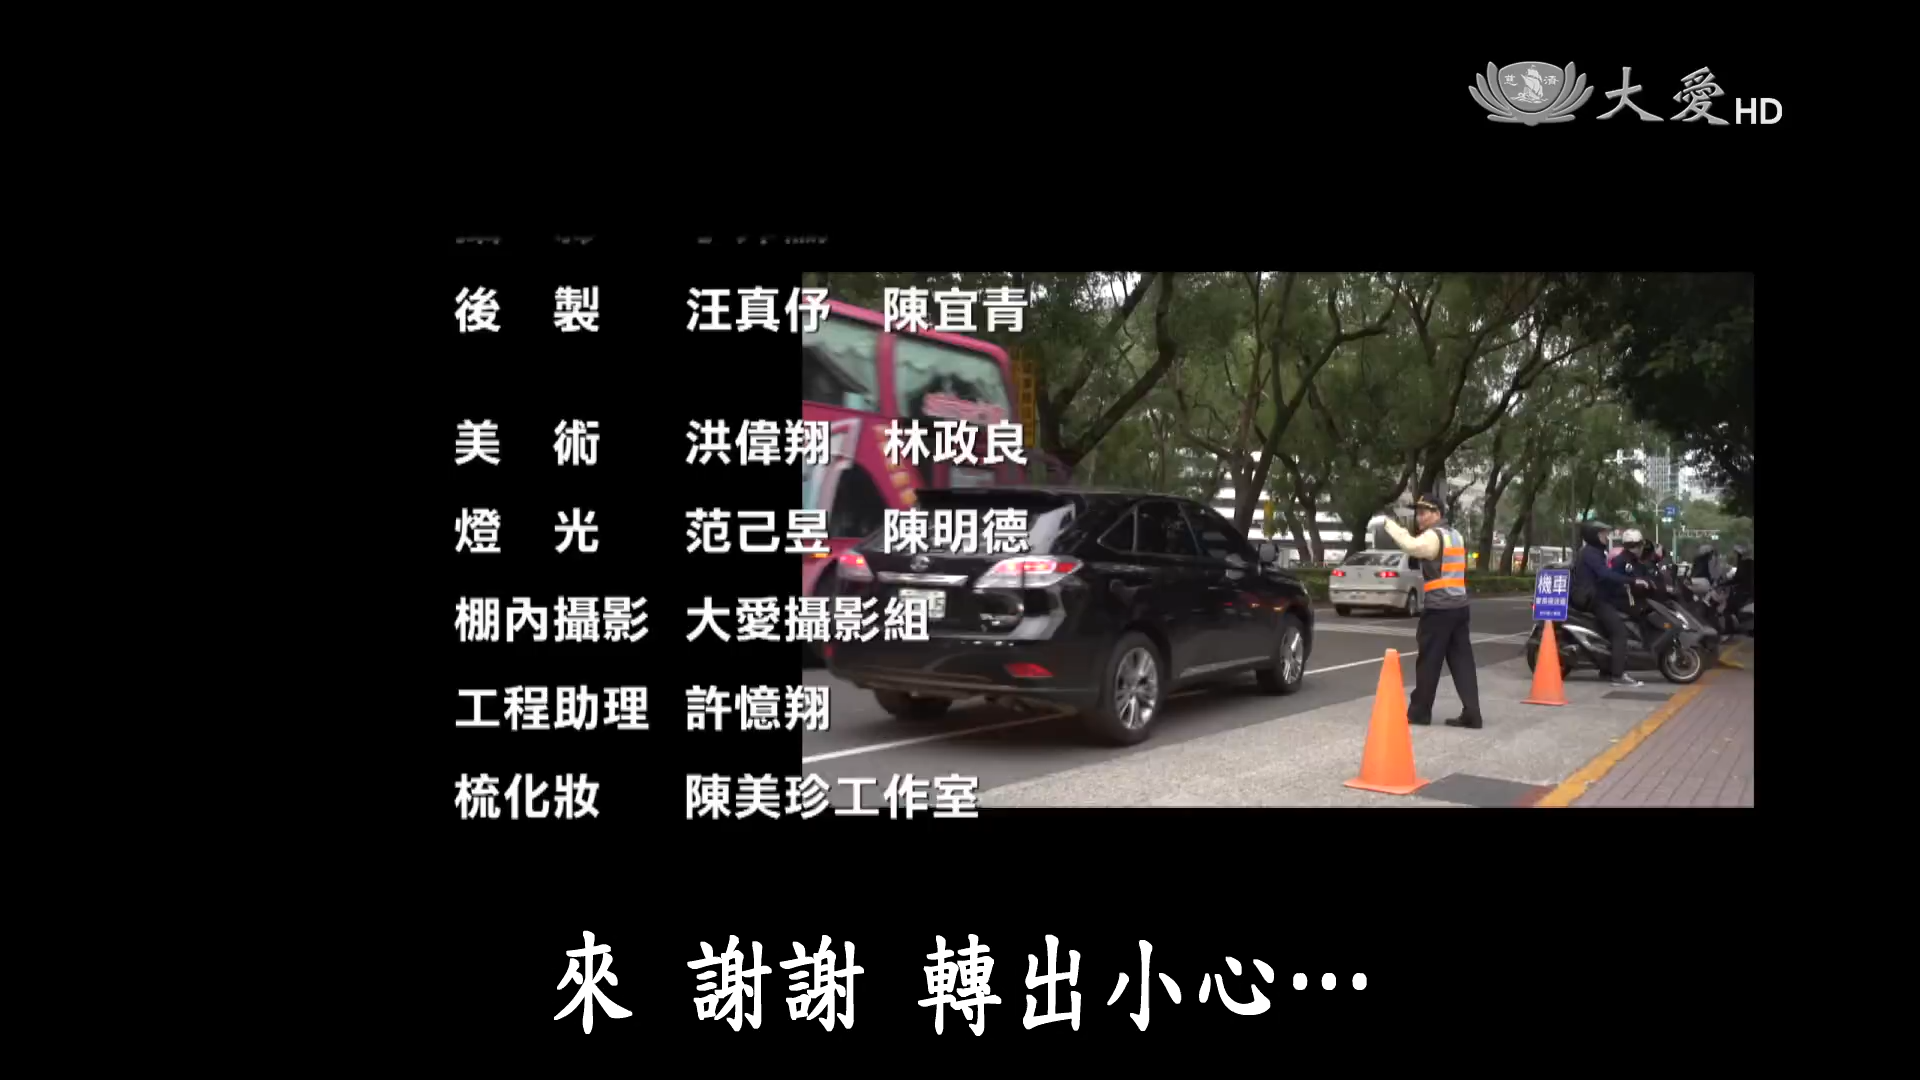 慈 濟
大愛HD
後 製 汪真伃 陳宜青
美 術 洪偉翔 林政良
燈 光 范己昱 陳明德
棚內攝影 大愛攝影組
工程助理 許憶翔
梳化妝 陳美珍工作室
機車
來 謝謝 轉出小心…